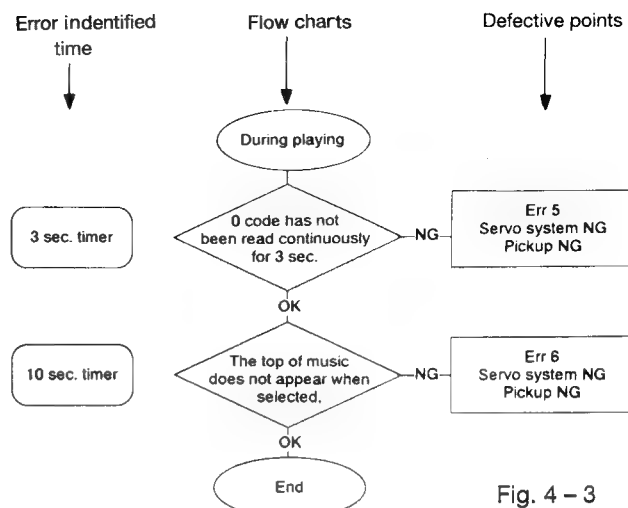 Error indentified
time
Flow charts
Defective points
During playing
3 sec. timer
0 code has not
been read continuously
for 3 sec.
NG
Err 5
Servo system NG
Pickup NG
OK
10 sec. timer
The top of music
does not appear when
selected.
NG
Err 6
Servo system NG
Pickup NG
OK
End
Fig. 4 – 3